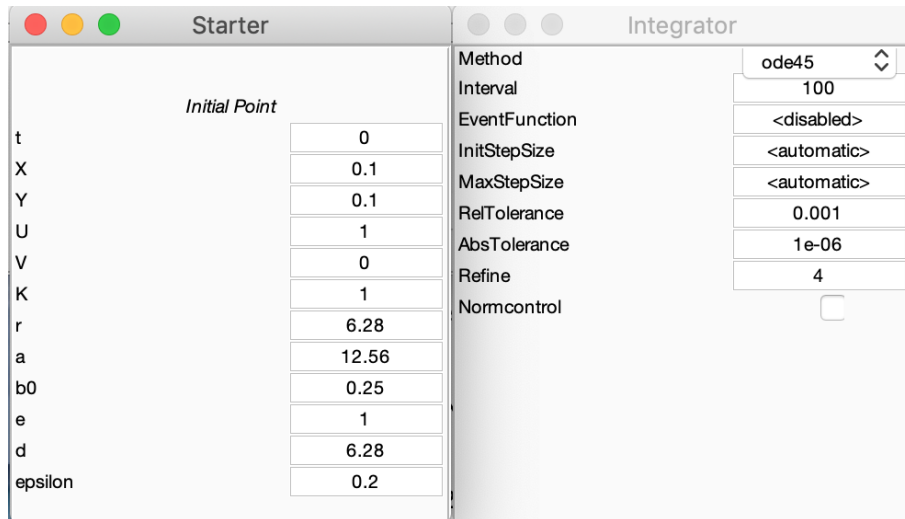 Starter
Initial Point
t 0
X 0.1
Y 0.1
U 1
V 0
K 1
r 6.28
a 12.56
b0 0.25
e 1
d 6.28
epsilon 0.2
Integrator
Method ode45
Interval 100
EventFunction <disabled>
InitStepSize <automatic>
MaxStepSize <automatic>
RelTolerance 0.001
AbsTolerance 1e-06
Refine 4
Normcontrol